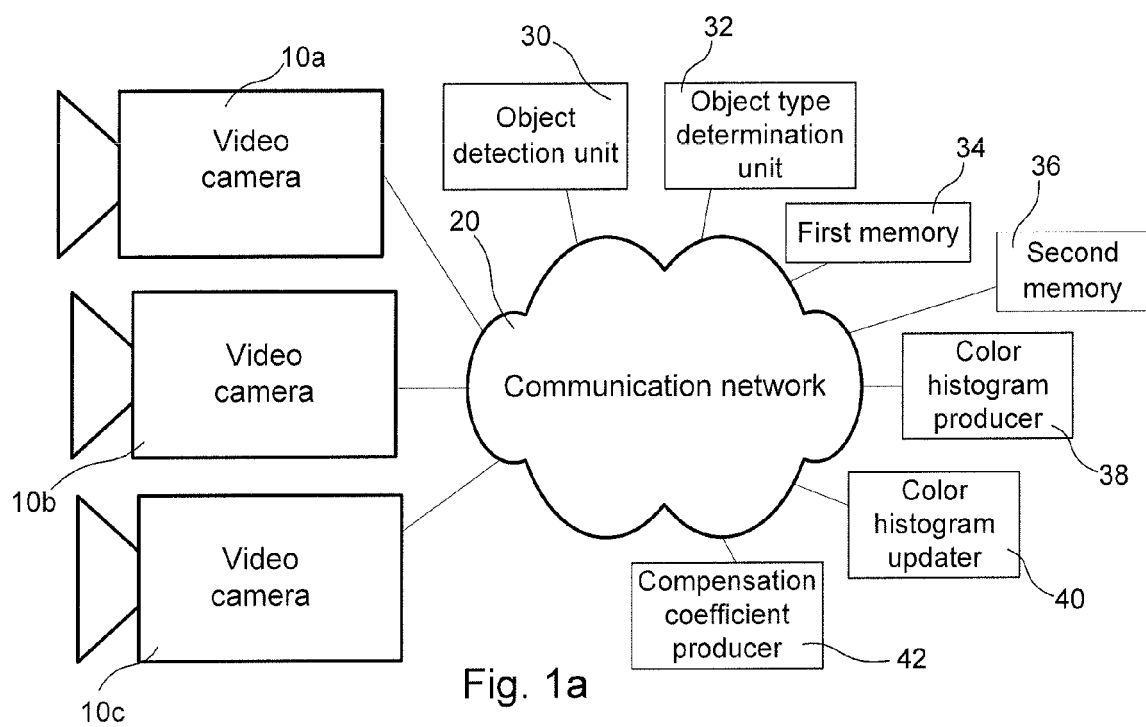 10a
Video
camera
30
Object
detection unit
32
Object type
determination
unit
34
First memory
36
Second
memory
20
Communication network
Video
camera
10b
Color
histogram
producer
38
Video
camera
10c
Color
histogram
updater
40
Compensation
coefficient
producer
42
Fig. 1a